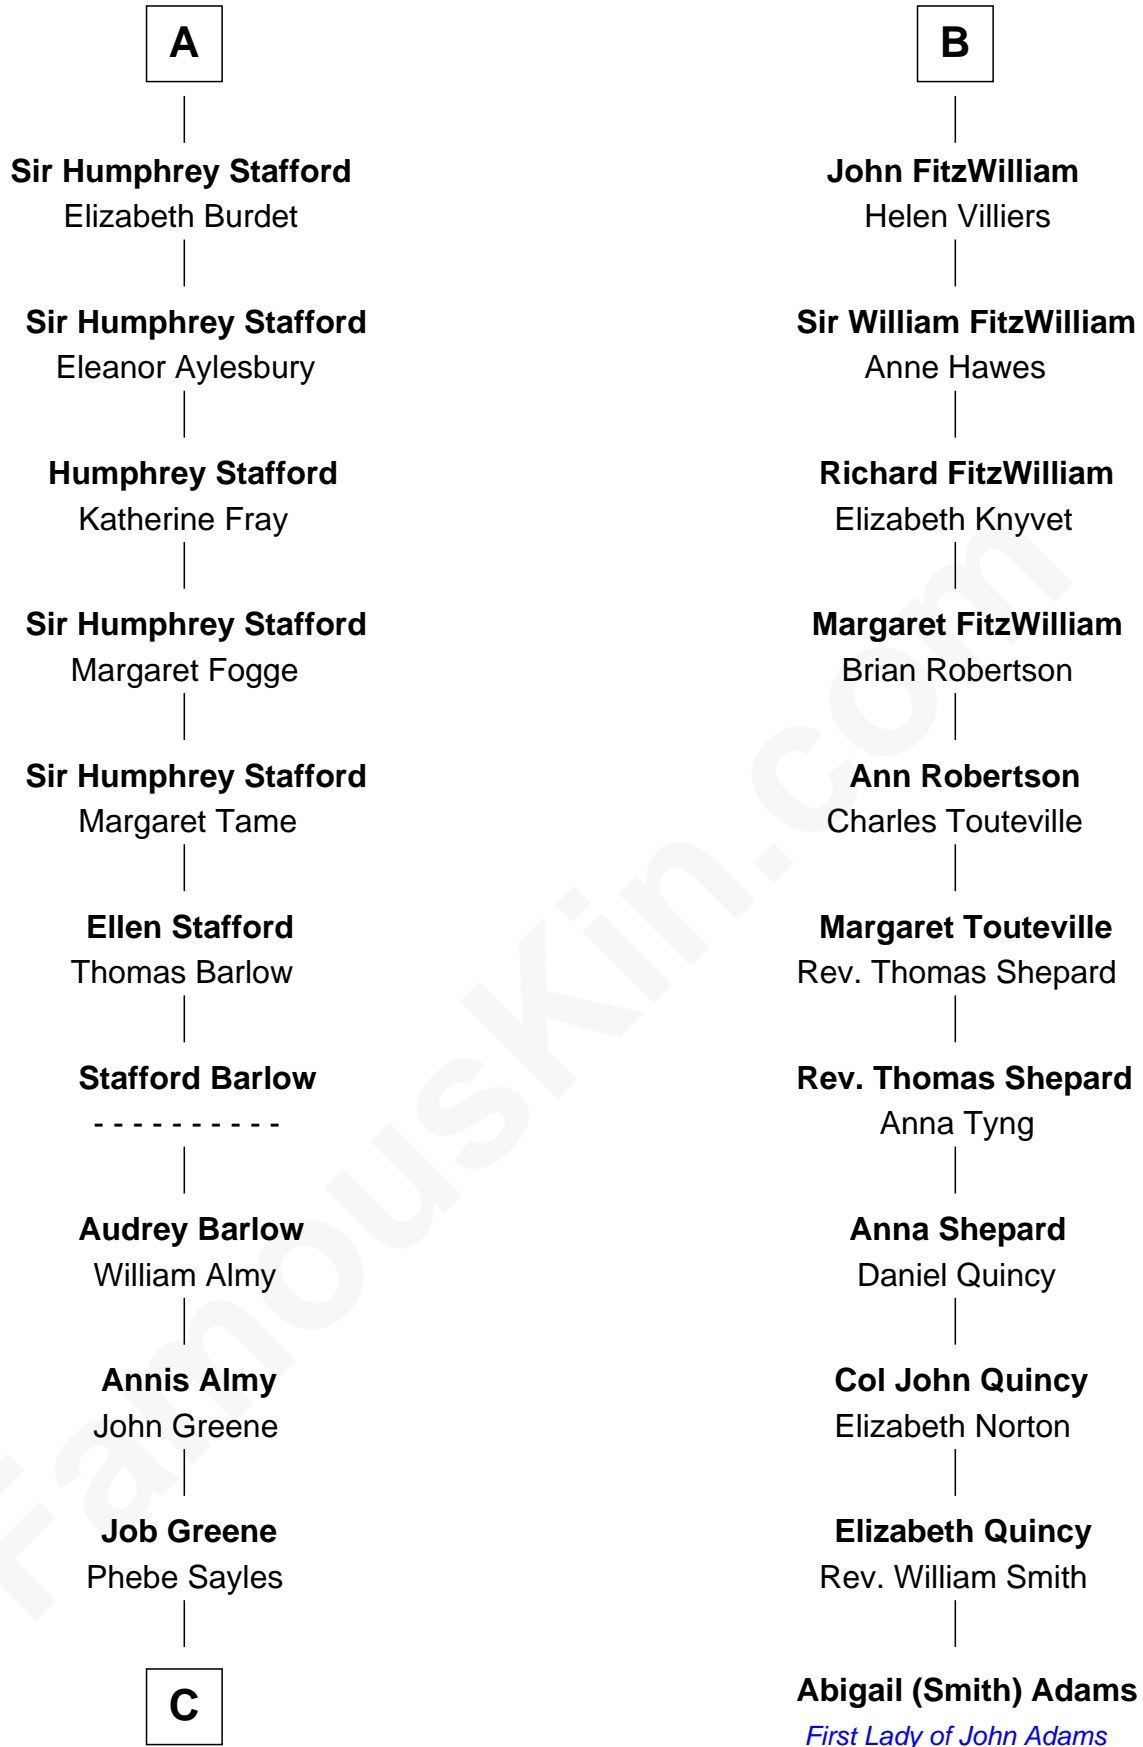 A
Sir Humphrey Stafford
Elizabeth Burdet
Sir Humphrey Stafford
Eleanor Aylesbury
Humphrey Stafford
Katherine Fray
Sir Humphrey Stafford
Margaret Fogge
Sir Humphrey Stafford
Margaret Tame
Ellen Stafford
Thomas Barlow
Stafford Barlow
- - - - - - - - - -
Audrey Barlow
William Almy
Annis Almy
John Greene
Job Greene
Phebe Sayles
C
B
John FitzWilliam
Helen Villiers
Sir William FitzWilliam
Anne Hawes
Richard FitzWilliam
Elizabeth Knyvet
Margaret FitzWilliam
Brian Robertson
Ann Robertson
Charles Touteville
Margaret Touteville
Rev. Thomas Shepard
Rev. Thomas Shepard
Anna Tyng
Anna Shepard
Daniel Quincy
Col John Quincy
Elizabeth Norton
Elizabeth Quincy
Rev. William Smith
Abigail (Smith) Adams
First Lady of John Adams
FamousKin.com